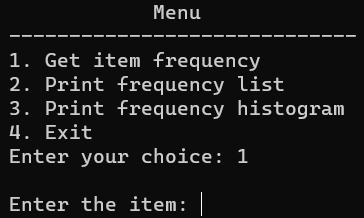 Menu
-----------------------------
1. Get item frequency
2. Print frequency list
3. Print frequency histogram
4. Exit
Enter your choice: 1
Enter the item: